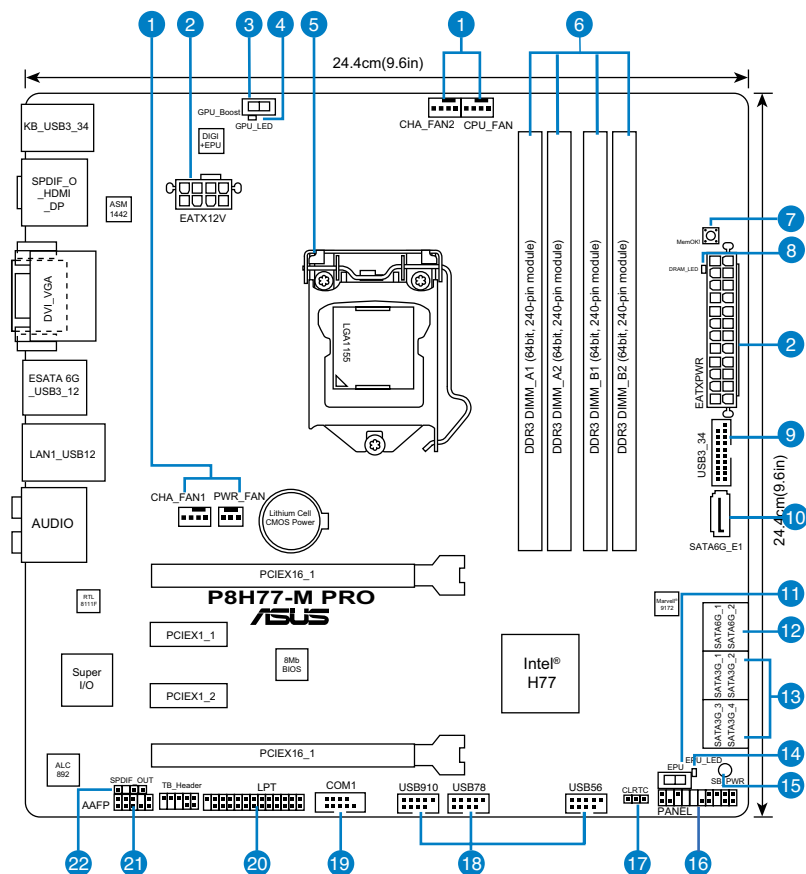 1
2
3
4
5
1
6
24.4cm(9.6in)
KB_USB3_34
GPU_Boost
GPU_LED
CHA_FAN2
CPU_FAN
DIGI
+EPU
SPDIF_O
_HDMI
_DP
ASM
1442
EATX12V
7
MemOK!
8
DRAM_LED
DVI_VGA
LGA1155
DDR3 DIMM_A1 (64bit, 240-pin module)
DDR3 DIMM_A2 (64bit, 240-pin module)
DDR3 DIMM_B1 (64bit, 240-pin module)
DDR3 DIMM_B2 (64bit, 240-pin module)
2
EATXPWR
ESATA 6G
_USB3_12
1
9
USB3_34
LAN1_USB12
24.4cm(9.6in)
CHA_FAN1
PWR_FAN
AUDIO
Lithium Cell
CMOS Power
10
SATA6G_E1
PCIEX16_1
P8H77-M PRO
ASUS
RTL
8111F
Marvell®
9172
11
SATA6G_1
SATA6G_2
12
PCIEX1_1
8Mb
BIOS
Intel®
H77
Super
I/O
SATA3G_1
SATA3G_2
13
PCIEX1_2
SATA3G_3
SATA3G_4
PCIEX16_1
14
EPU_LED
EPU
ALC
892
SB_PWR
15
SPDIF_OUT
TB_Header
LPT
COM1
USB910
USB78
USB56
CLRTC
AAFP
PANEL
22
21
20
19
18
17
16